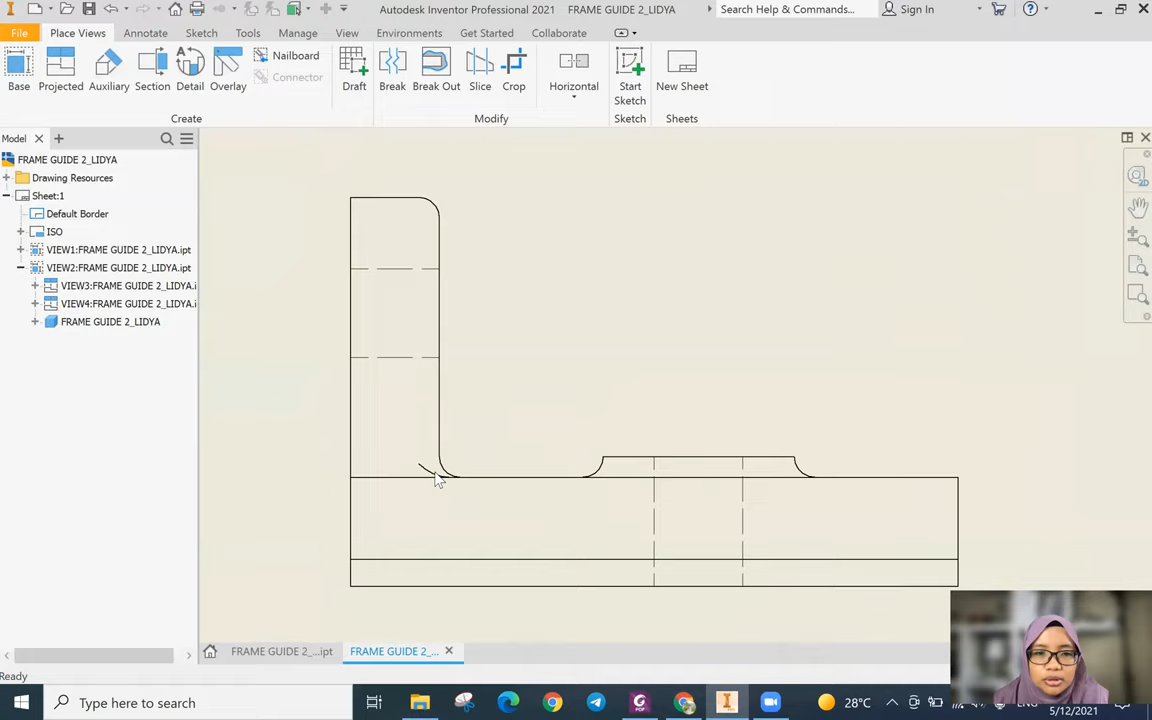 Autodesk Inventor Professional 2021 FRAME GUIDE 2_LIDYA
Search Help & Commands...
Sign In
File Place Views Annotate Sketch Tools Manage View Environments Get Started Collaborate
Base Projected Auxiliary Section Detail Overlay
Nailboard
Connector
Draft Break Break Out Slice Crop Horizontal
Start Sketch
New Sheet
Create Modify Sketch Sheets
Model
FRAME GUIDE 2_LIDYA
Drawing Resources
Sheet:1
Default Border
ISO
VIEW1:FRAME GUIDE 2_LIDYA.ipt
VIEW2:FRAME GUIDE 2_LIDYA.ipt
VIEW3:FRAME GUIDE 2_LIDYA.i
VIEW4:FRAME GUIDE 2_LIDYA.i
FRAME GUIDE 2_LIDYA
FRAME GUIDE 2_...ipt
FRAME GUIDE 2_...
Ready
Type here to search
28°C
5/12/2021